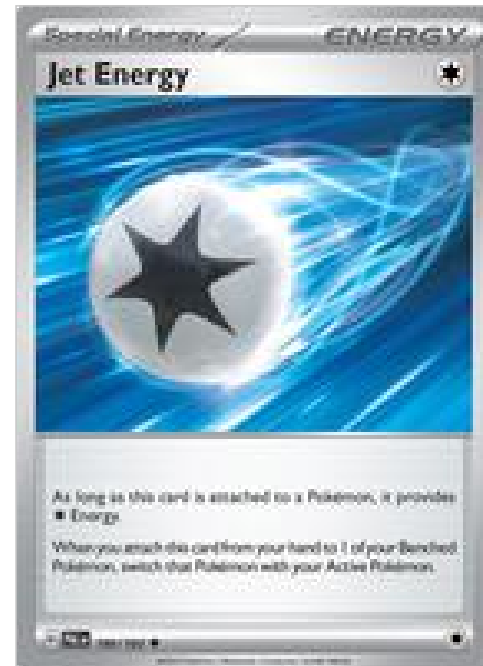 Special Energy ENERGY
Jet Energy
As long as this card is attached to a Pokémon, it provides
Energy.
When you attach this card from your hand to 1 of your Benched
Pokémon, switch that Pokémon with your Active Pokémon.